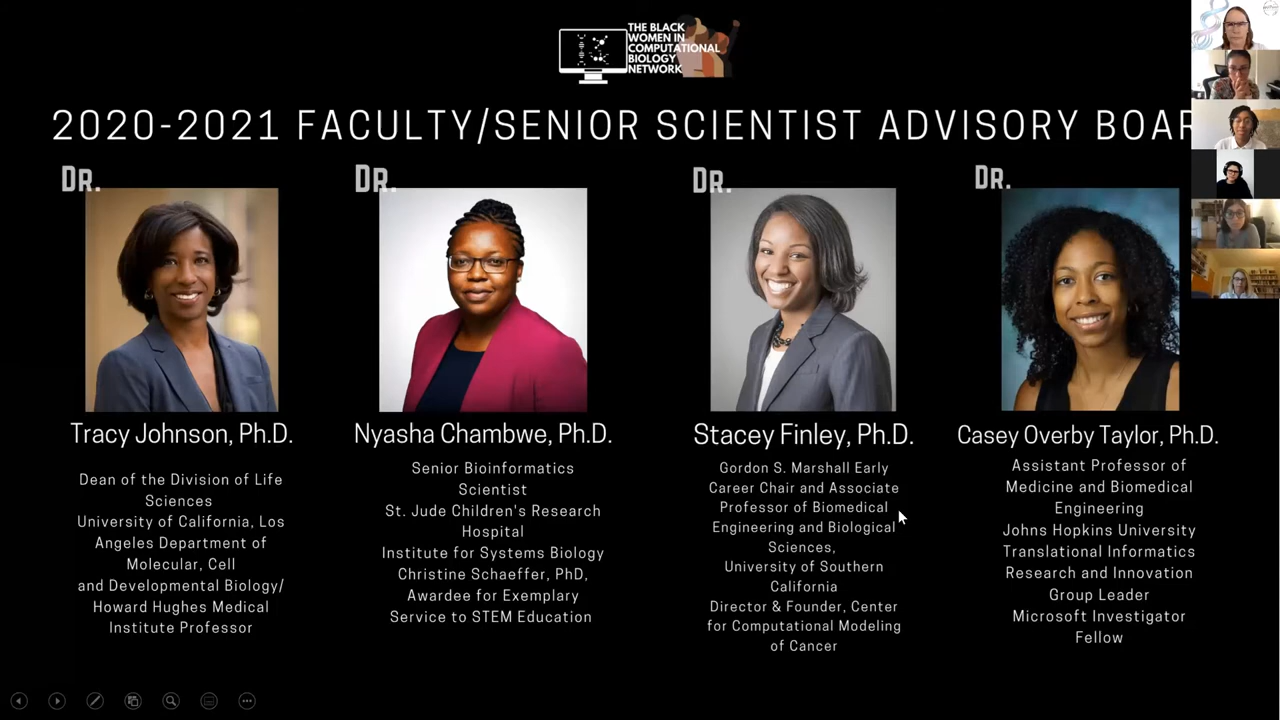 THE BLACK
WOMEN IN
COMPUTATIONAL
BIOLOGY
NETWORK
2020-2021 FACULTY/SENIOR SCIENTIST ADVISORY BOAR
DR.
DR.
DR.
DR.
Tracy Johnson, Ph.D.
Dean of the Division of Life
Sciences
University of California, Los
Angeles Department of
Molecular, Cell
and Developmental Biology/
Howard Hughes Medical
Institute Professor
Nyasha Chambwe, Ph.D.
Senior Bioinformatics
Scientist
St. Jude Children's Research
Hospital
Institute for Systems Biology
Christine Schaeffer, PhD,
Awardee for Exemplary
Service to STEM Education
Stacey Finley, Ph.D.
Gordon S. Marshall Early
Career Chair and Associate
Professor of Biomedical
Engineering and Biological
Sciences,
University of Southern
California
Director & Founder, Center
for Computational Modeling
of Cancer
Casey Overby Taylor, Ph.D.
Assistant Professor of
Medicine and Biomedical
Engineering
Johns Hopkins University
Translational Informatics
Research and Innovation
Group Leader
Microsoft Investigator
Fellow